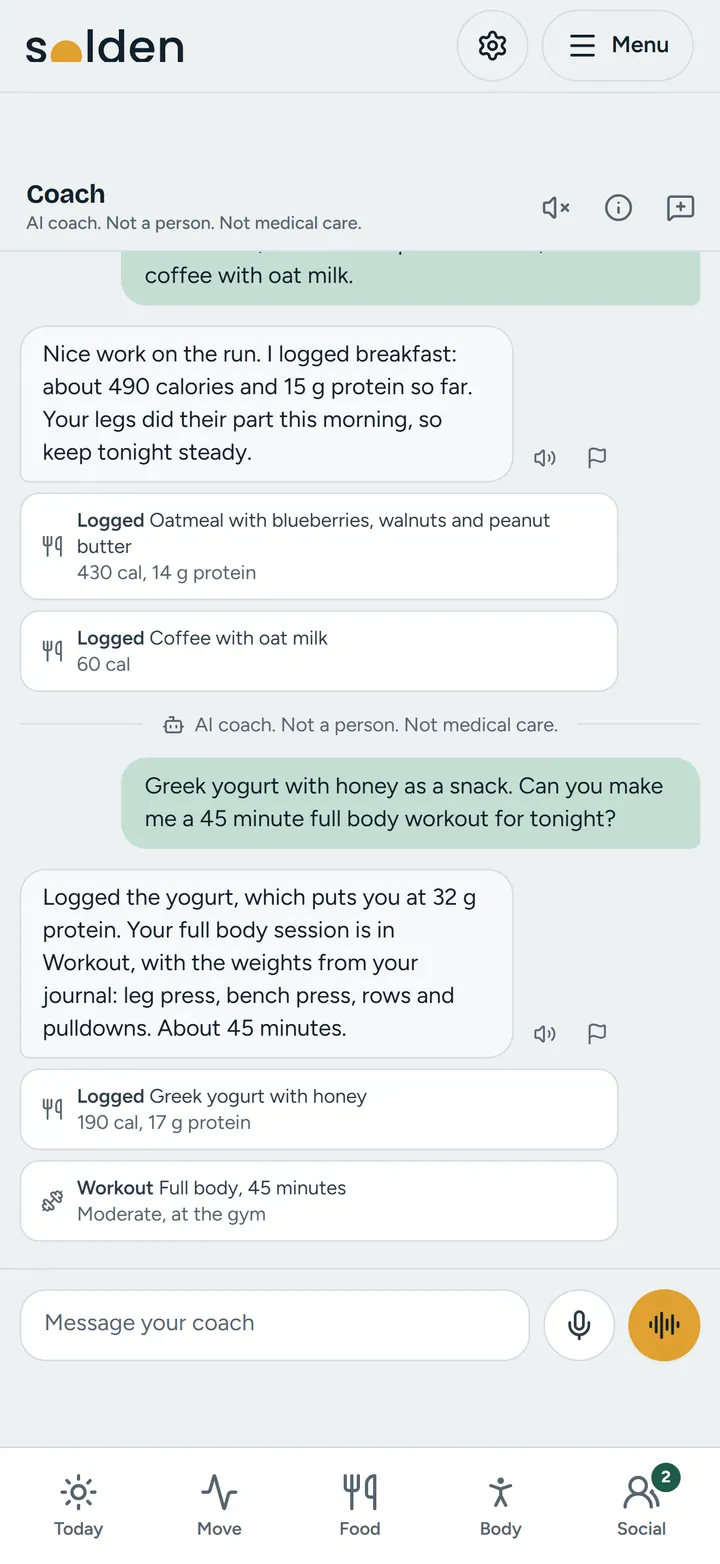 solden
Menu
Coach
AI coach. Not a person. Not medical care.
coffee with oat milk.
Nice work on the run. I logged breakfast:
about 490 calories and 15 g protein so far.
Your legs did their part this morning, so
keep tonight steady.
Logged Oatmeal with blueberries, walnuts and peanut
butter
430 cal, 14 g protein
Logged Coffee with oat milk
60 cal
AI coach. Not a person. Not medical care.
Greek yogurt with honey as a snack. Can you make
me a 45 minute full body workout for tonight?
Logged the yogurt, which puts you at 32 g
protein. Your full body session is in
Workout, with the weights from your
journal: leg press, bench press, rows and
pulldowns. About 45 minutes.
Logged Greek yogurt with honey
190 cal, 17 g protein
Workout Full body, 45 minutes
Moderate, at the gym
Message your coach
2
Today
Move
Food
Body
Social